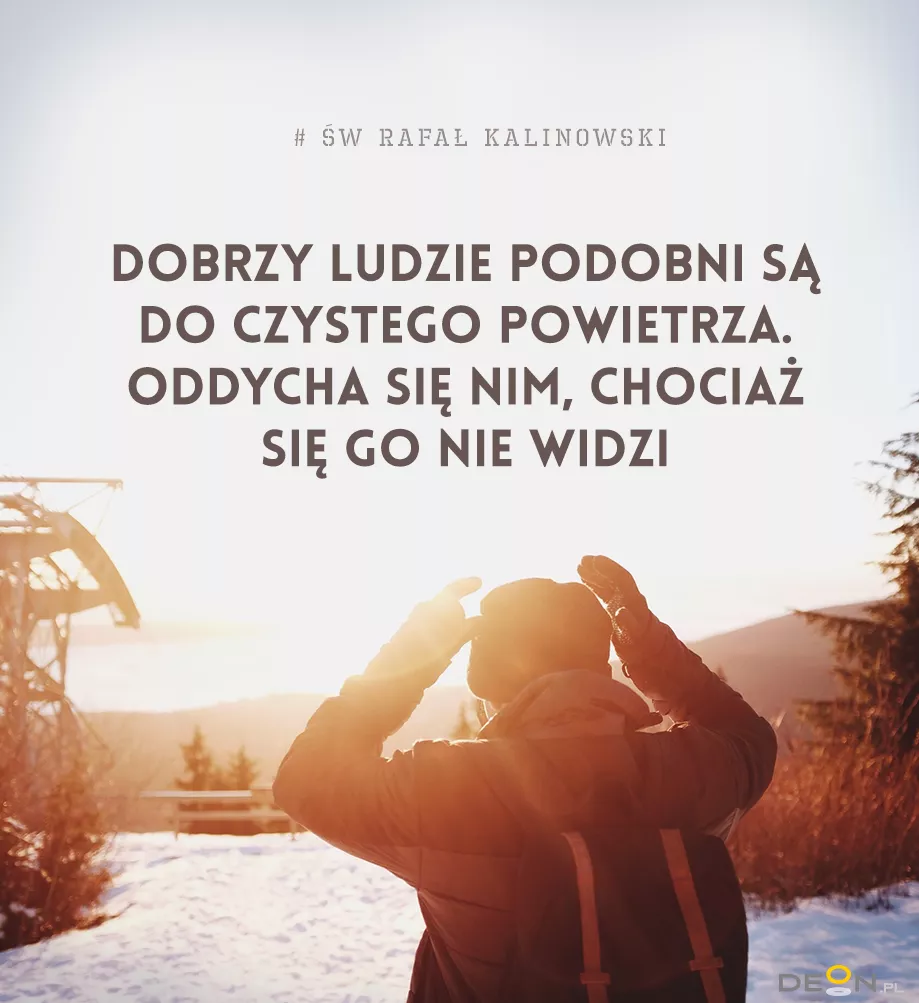 # ŚW RAFAŁ KALINOWSKI
DOBRZY LUDZIE PODOBNI SĄ
DO CZYSTEGO POWIETRZA.
ODDYCHA SIĘ NIM, CHOCIAŻ
SIĘ GO NIE WIDZI
DEON.PL